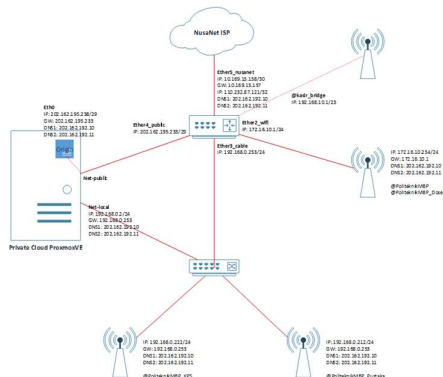 NusaNet ISP
Ether5_nusanet
IP: 10.169.15.158/30
GW: 10.169.15.157
IP: 110.232.87.121/32
DNS1: 202.162.192.10
DNS2: 202.162.192.11
@kadr_bridge
IP: 192.168.10.1/23
Eth0
IP: 202.162.195.238/29
GW: 202.162.195.233
DNS1: 202.162.192.10
DNS2: 202.162.192.11
Ether4_public
IP: 202.162.195.233/29
Ether2_wifi
IP: 172.16.10.1/24
Ether3_cable
IP: 192.168.0.253/24
IP: 172.16.10.254/24
GW: 172.16.10.1
DNS1: 202.162.192.10
DNS2: 202.162.192.11
@PoliteknikMBP
@PoliteknikMBP_Dose
Net-public
Net-local
IP: 192.168.0.2/24
GW: 192.168.0.253
DNS1: 202.162.192.10
DNS2: 202.162.192.11
Private Cloud ProxmoxVE
IP: 192.168.0.222/24
GW: 192.168.0.253
DNS1: 202.162.192.10
DNS2: 202.162.192.11
@PoliteknikMBP_KPS
IP: 192.168.0.212/24
GW: 192.168.0.253
DNS1: 202.162.192.10
DNS2: 202.162.192.11
@PoliteknikMBP_Pustaka